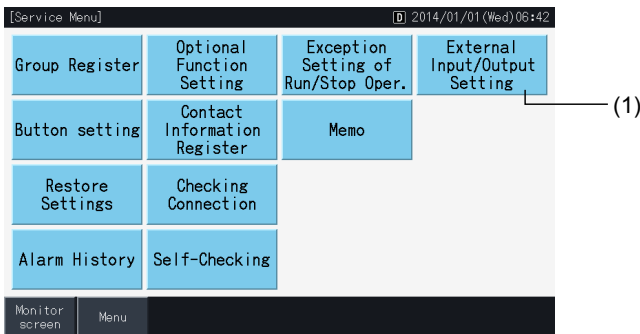 [Service Menu]
D 2014/01/01(Wed)06:42
Group Register
Optional
Function
Setting
Exception
Setting of
Run/Stop Oper.
External
Input/Output
Setting
(1)
Button setting
Contact
Information
Register
Memo
Restore
Settings
Checking
Connection
Alarm History
Self-Checking
Monitor
screen
Menu